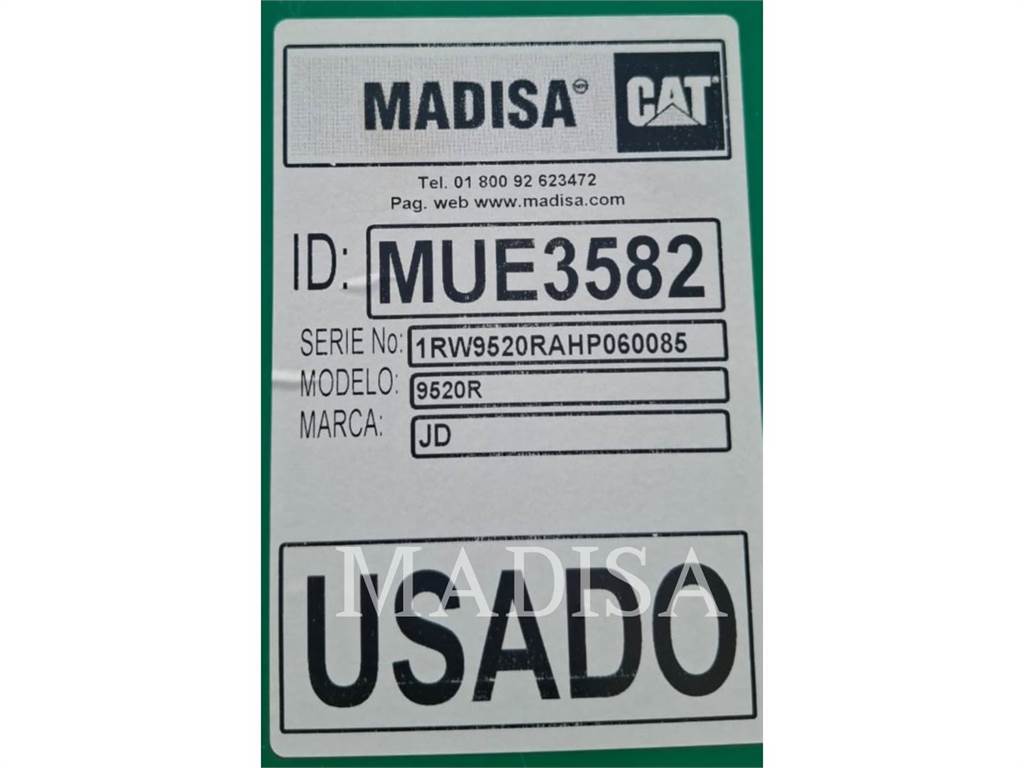 MADISA CAT
Tel. 01 800 92 623472
Pag. web www.madisa.com
ID: MUE3582
SERIE No: 1RW9520RAHP060085
MODELO: 9520R
MARCA: JD
MADISA
USADO